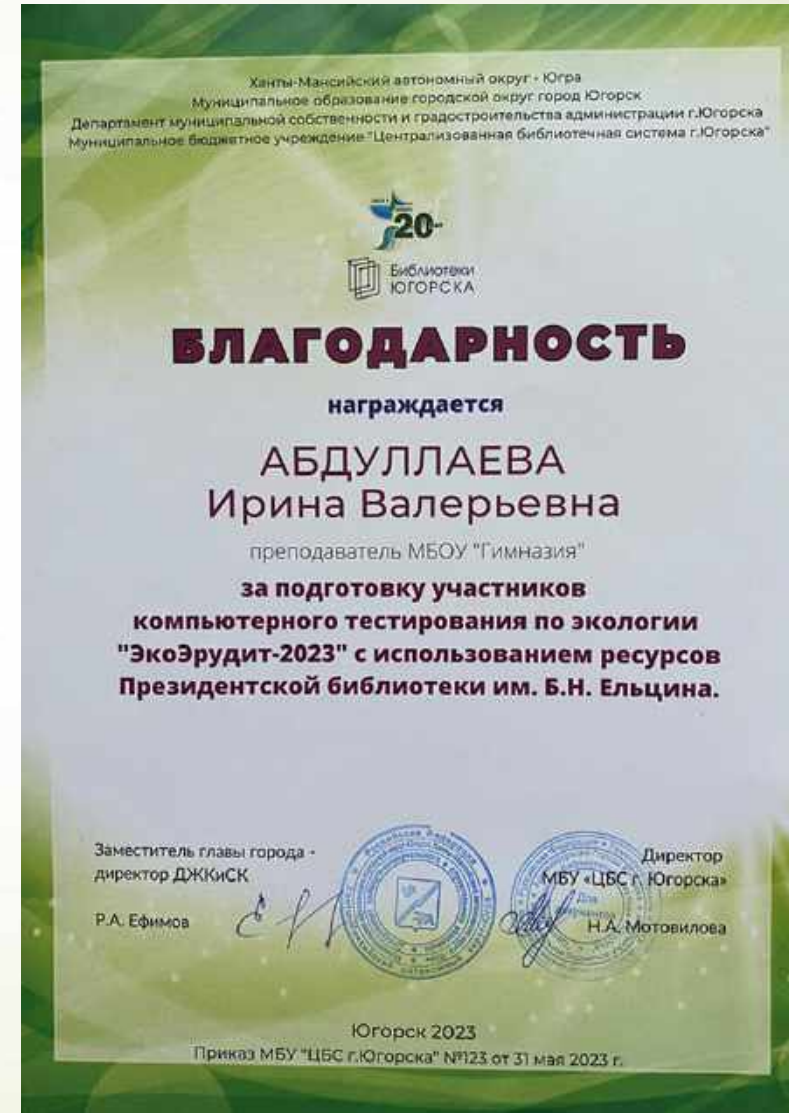 Ханты-Мансийский автономный округ - Югра
Муниципальное образование городской округ город Югорск
Департамент муниципальной собственности и градостроительства администрации г.Югорска
Муниципальное бюджетное учреждение "Централизованная библиотечная система г.Югорска"
20
Библиотеки
ЮГОРСКА
БЛАГОДАРНОСТЬ
награждается
АБДУЛЛАЕВА
Ирина Валерьевна
преподаватель МБОУ "Гимназия"
за подготовку участников
компьютерного тестирования по экологии
"ЭкоЭрудит-2023" с использованием ресурсов
Президентской библиотеки им. Б.Н. Ельцина.
Заместитель главы города -
директор ДЖКиСК
Р.А. Ефимов
Директор
МБУ «ЦБС г. Югорска»
Для
Н.А. Мотовилова
Югорск 2023
Приказ МБУ "ЦБС г.Югорска" №123 от 31 мая 2023 г.